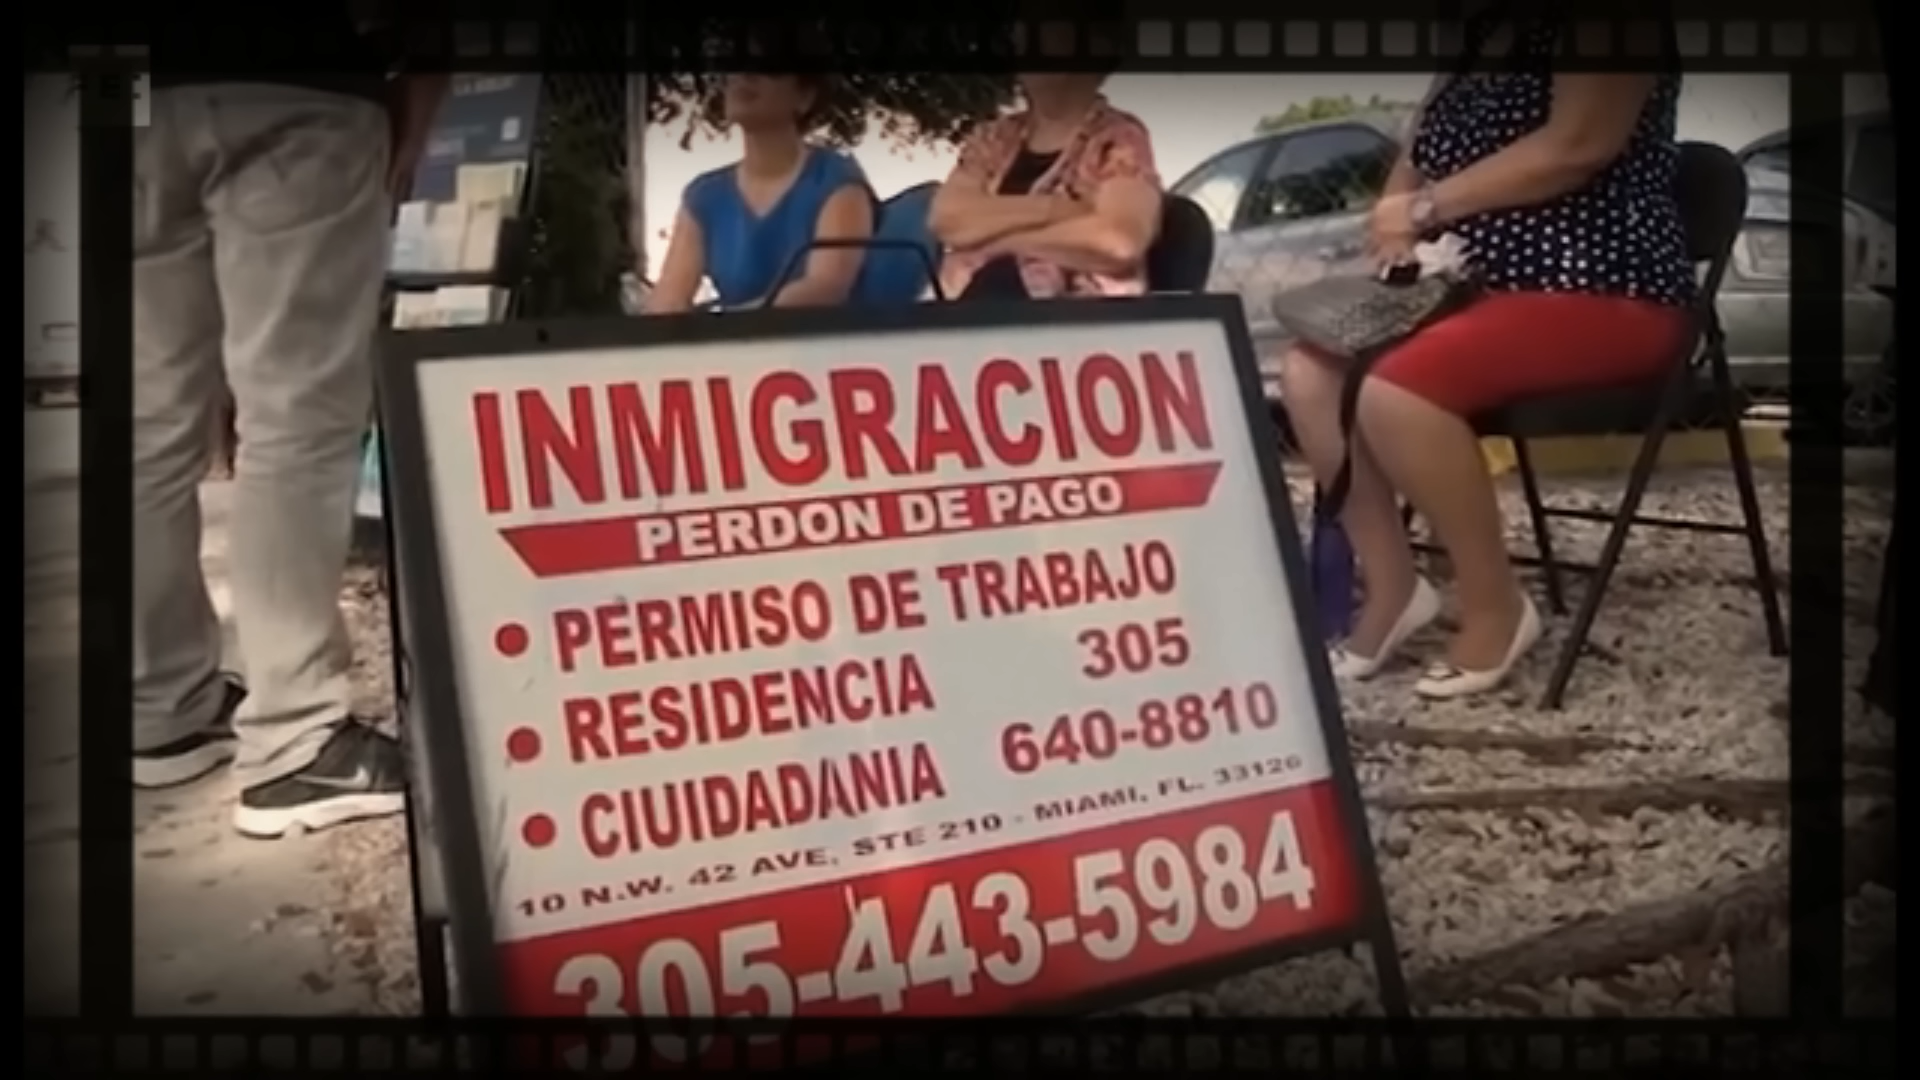 INMIGRACION
PERDON DE PAGO
• PERMISO DE TRABAJO
• RESIDENCIA 305
• CIUIDADANIA 640-8810
10 N.W. 42 AVE, STE 210 - MIAMI, FL. 33126
305-443-5984